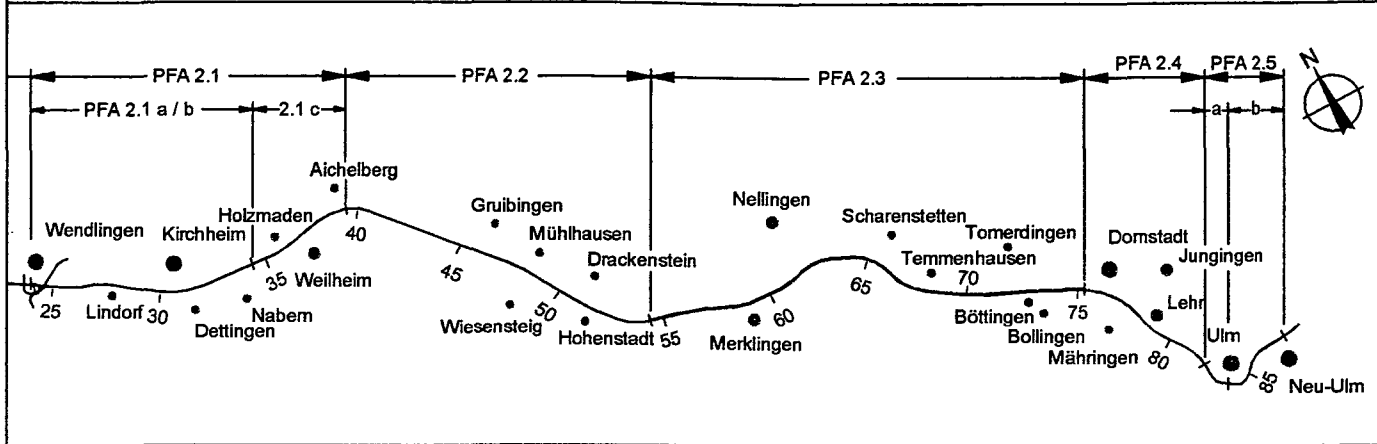 PFA 2.1
PFA 2.2
PFA 2.3
PFA 2.4
PFA 2.5
N
PFA 2.1 a / b
2.1 c
a
b
Aichelberg
Wendlingen
Kirchheim
Holzmaden
Weilheim
Lindorf
Dettingen
Nabern
Gruibingen
Mühlhausen
Drackenstein
Wiesensteig
Hohenstadt
Nellingen
Merklingen
Scharenstetten
Temmenhausen
Tomerdingen
Böttingen
Bollingen
Mähringen
Dornstadt
Jungingen
Lehr
Ulm
Neu-Ulm
25
30
35
40
45
50
55
60
65
70
75
80
85